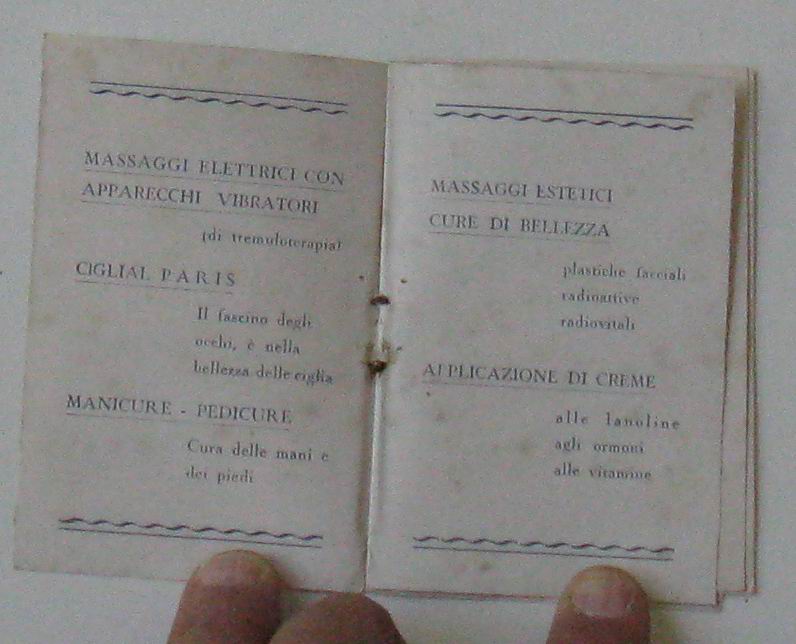 MASSAGGI ELETTRICI CON
APPARECCHI VIBRATORI
(di tremuloterapia)
CIGLIAL PARIS
Il fascino degli
occhi, è nella
bellezza delle ciglia
MANICURE - PEDICURE
Cura delle mani e
dei piedi
MASSAGGI ESTETICI
CURE DI BELLEZZA
plastiche facciali
radioattive
radiovitali
APPLICAZIONE DI CREME
alle lanoline
agli ormoni
alle vitamine